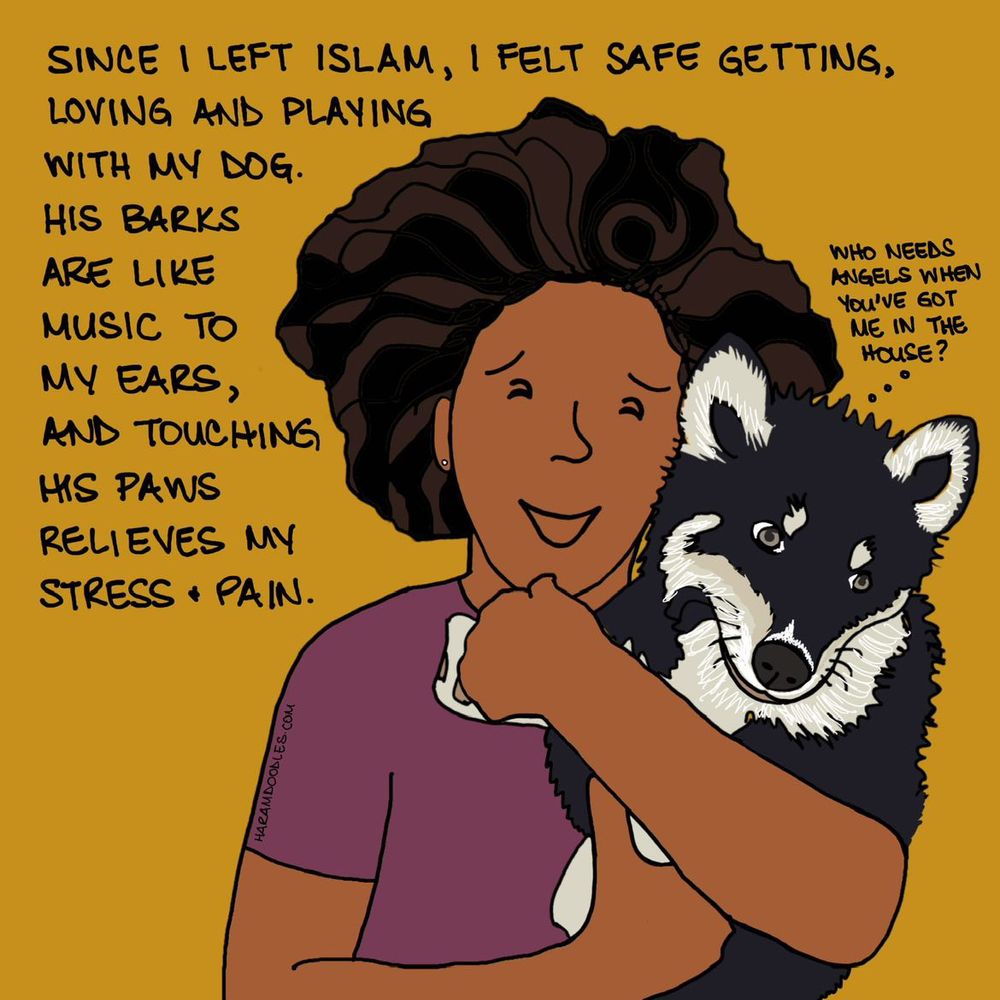 SINCE I LEFT ISLAM, I FELT SAFE GETTING,
LOVING AND PLAYING
WITH MY DOG.
HIS BARKS
ARE LIKE
MUSIC TO
MY EARS,
AND TOUCHING
HIS PAWS
RELIEVES MY
STRESS + PAIN.
WHO NEEDS
ANGELS WHEN
YOU'VE GOT
ME IN THE
HOUSE?
HARAMDOODLES.COM